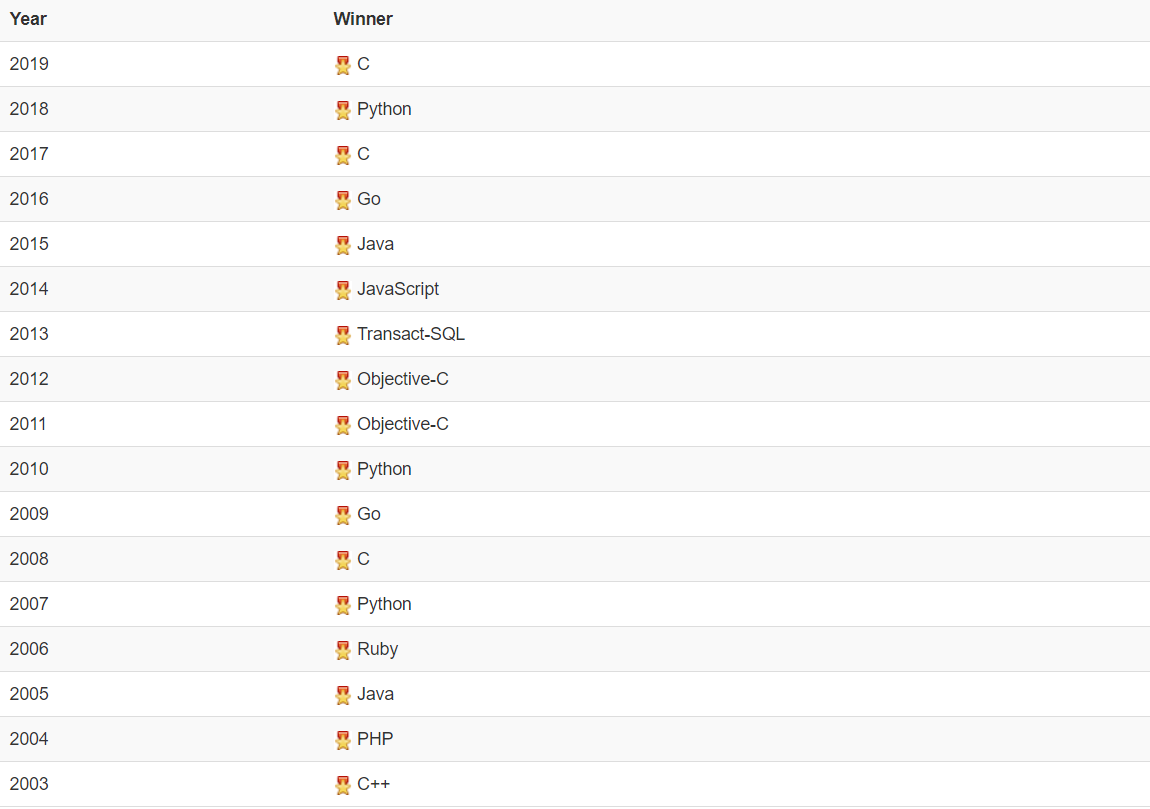 Year Winner
2019 C
2018 Python
2017 C
2016 Go
2015 Java
2014 JavaScript
2013 Transact-SQL
2012 Objective-C
2011 Objective-C
2010 Python
2009 Go
2008 C
2007 Python
2006 Ruby
2005 Java
2004 PHP
2003 C++